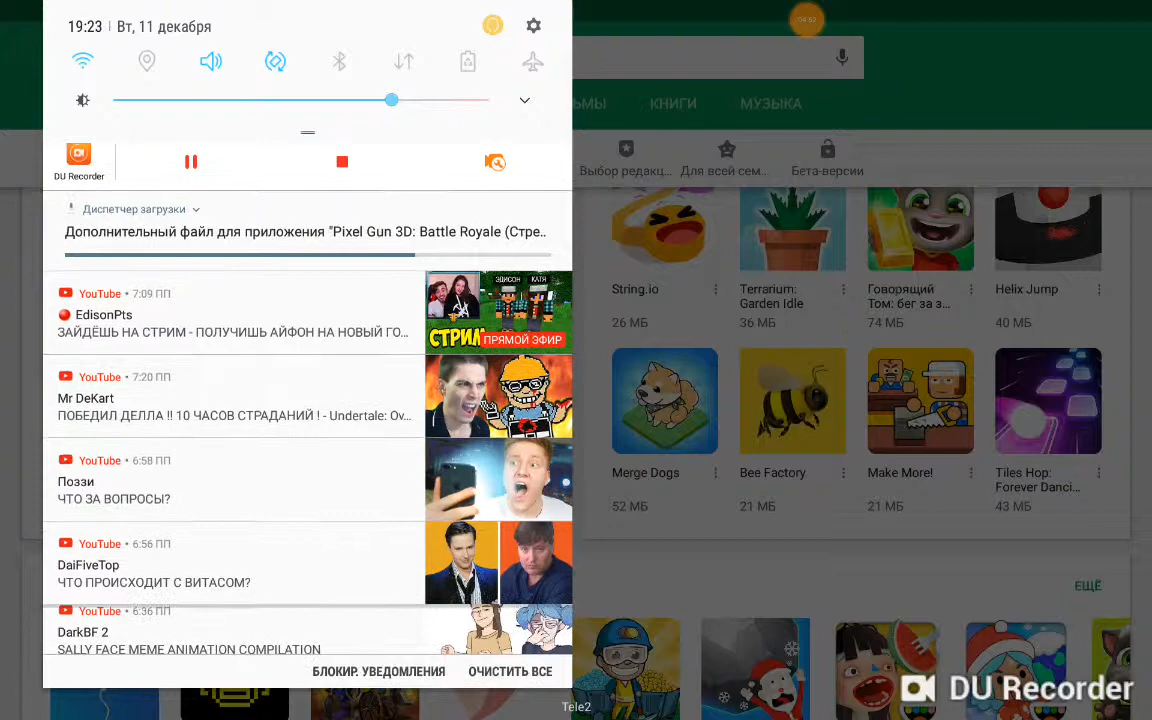 19:23 Вт, 11 декабря
04:53
ЬМЫ
КНИГИ
МУЗЫКА
DU Recorder
Выбор редакц...
Для всей сем...
Бета-версии
Диспетчер загрузки
Дополнительный файл для приложения "Pixel Gun 3D: Battle Royale (Стре..
YouTube • 7:09 ПП
EdisonPts
ЗАЙДЁШЬ НА СТРИМ - ПОЛУЧИШЬ АЙФОН НА НОВЫЙ ГО...
ЭДИСОН
КАТЯ
СТРИМ
ПРЯМОЙ ЭФИР
String.io
26 МБ
Terrarium:
Garden Idle
36 МБ
Говорящий
Том: бег за з...
74 МБ
Helix Jump
40 МБ
YouTube • 7:20 ПП
Mr DeKart
ПОБЕДИЛ ДЕЛЛА !! 10 ЧАСОВ СТРАДАНИЙ ! - Undertale: Ov...
YouTube • 6:58 ПП
Поззи
ЧТО ЗА ВОПРОСЫ?
Merge Dogs
52 МБ
Bee Factory
21 МБ
Make More!
21 МБ
Tiles Hop:
Forever Danci...
43 МБ
YouTube • 6:56 ПП
DaiFiveTop
ЧТО ПРОИСХОДИТ С ВИТАСОМ?
ЕЩЁ
YouTube • 6:36 ПП
DarkBF 2
SALLY FACE MEME ANIMATION COMPILATION
БЛОКИР. УВЕДОМЛЕНИЯ
ОЧИСТИТЬ ВСЕ
DU Recorder
Tele2